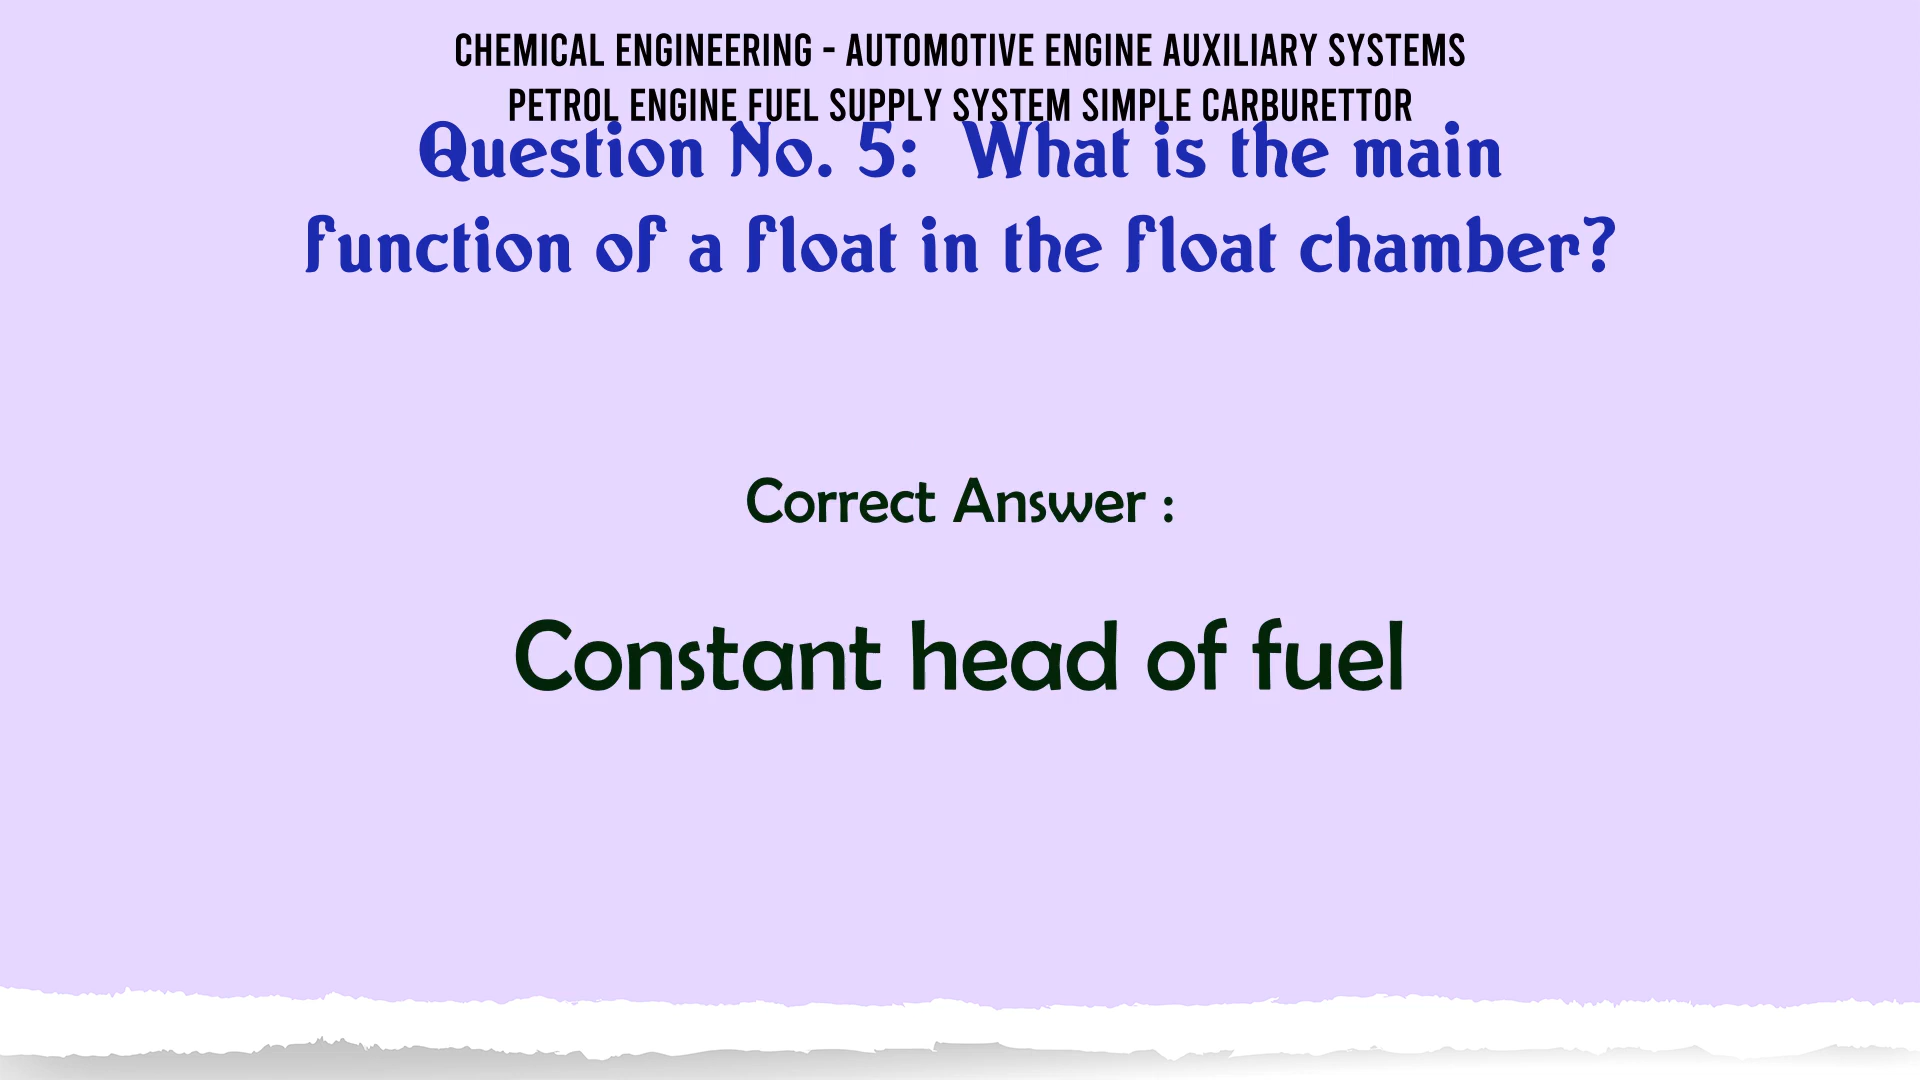 CHEMICAL ENGINEERING - AUTOMOTIVE ENGINE AUXILIARY SYSTEMS
PETROL ENGINE FUEL SUPPLY SYSTEM SIMPLE CARBURETTOR
Question No. 5: What is the main
function of a float in the float chamber?
Correct Answer :
Constant head of fuel